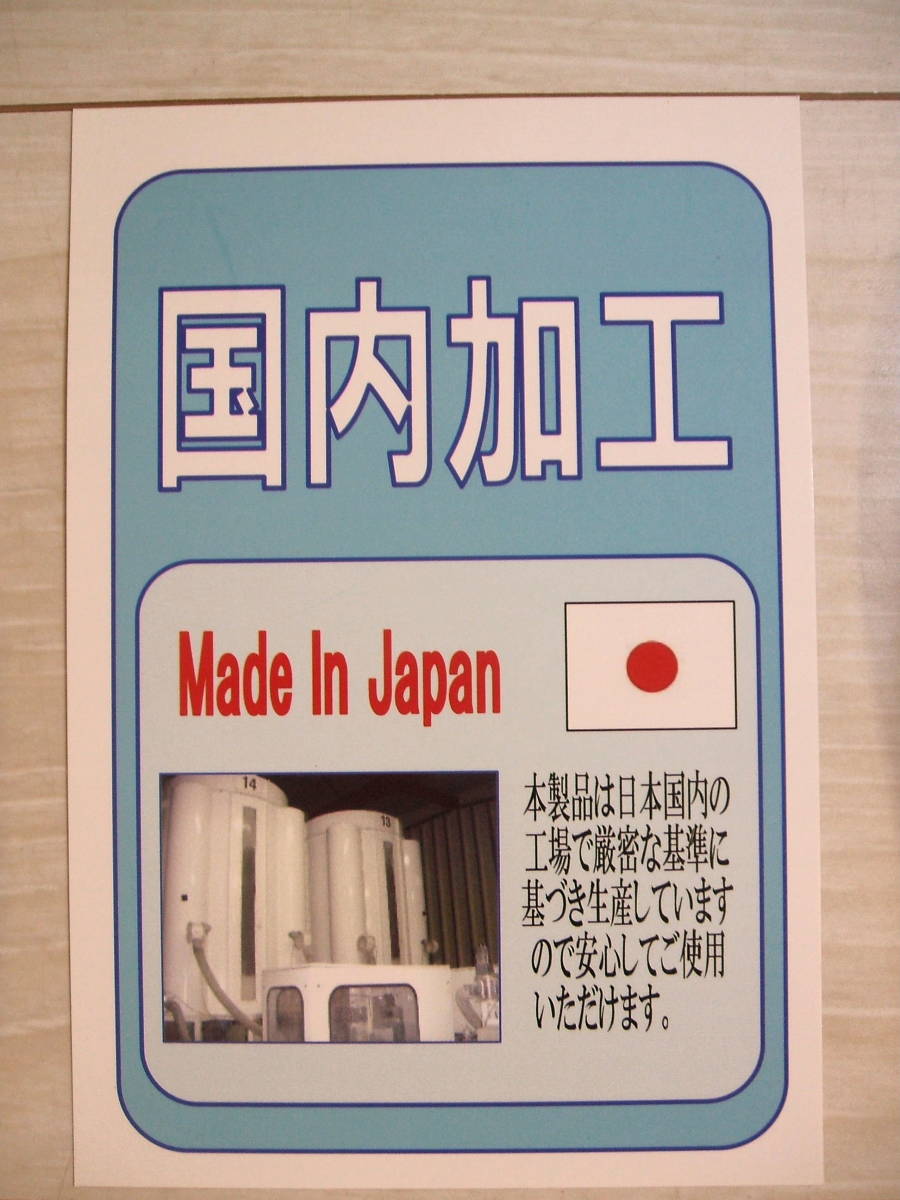 国内加工
Made In Japan
14
13
本製品は日本国内の
工場で厳密な基準に
基づき生産しています
ので安心してご使用
いただけます。